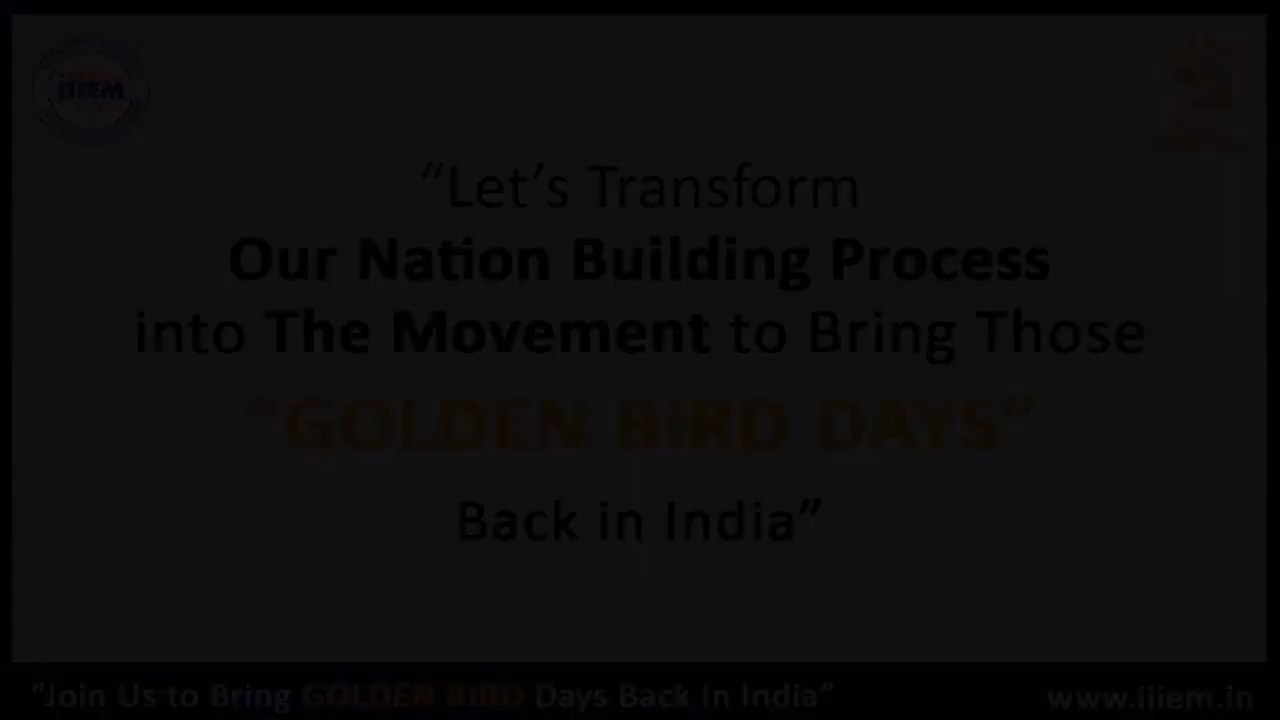 iiiEM
“Let’s Transform
Our Nation Building Process
into The Movement to Bring Those
“GOLDEN BIRD DAYS”
Back in India”
“Join Us to Bring GOLDEN BIRD Days Back In India” www.iiiem.in